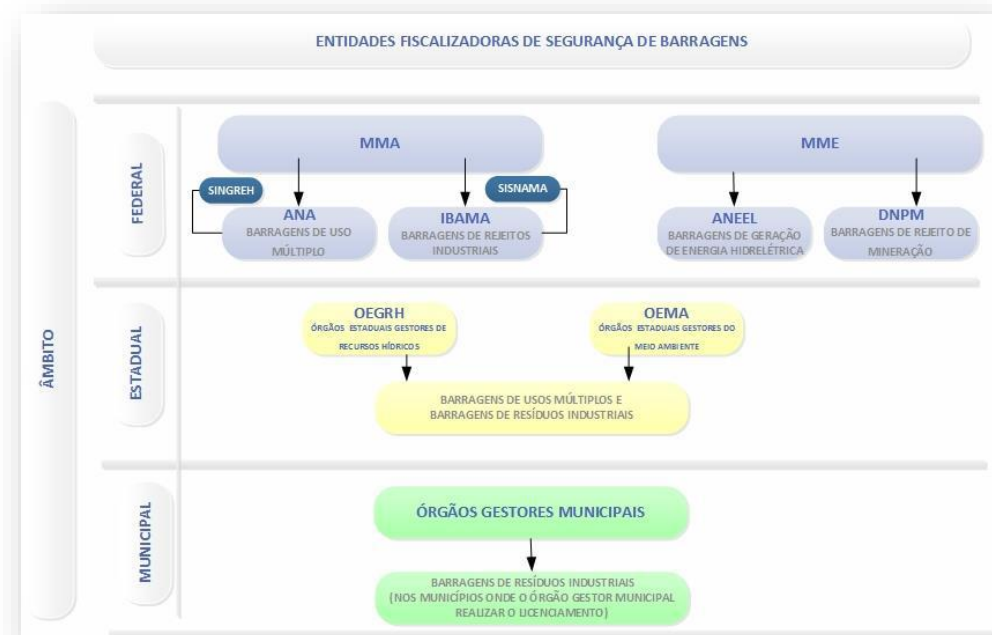 ENTIDADES FISCALIZADORAS DE SEGURANÇA DE BARRAGENS
ÂMBITO
FEDERAL
MMA
MME
SINGREH
SISNAMA
ANA
BARRAGENS DE USO
MÚLTIPLO
IBAMA
BARRAGENS DE REJEITOS
INDUSTRIAIS
ANEEL
BARRAGENS DE GERAÇÃO
DE ENERGIA HIDRELÉTRICA
DNPM
BARRAGENS DE REJEITO DE
MINERAÇÃO
ESTADUAL
OEGRH
ÓRGÃOS ESTADUAIS GESTORES DE
RECURSOS HÍDRICOS
OEMA
ÓRGÃOS ESTADUAIS GESTORES DO
MEIO AMBIENTE
BARRAGENS DE USOS MÚLTIPLOS E
BARRAGENS DE RESÍDUOS INDUSTRIAIS
MUNICIPAL
ÓRGÃOS GESTORES MUNICIPAIS
BARRAGENS DE RESÍDUOS INDUSTRIAIS
(NOS MUNICÍPIOS ONDE O ÓRGÃO GESTOR MUNICIPAL
REALIZAR O LICENCIAMENTO)